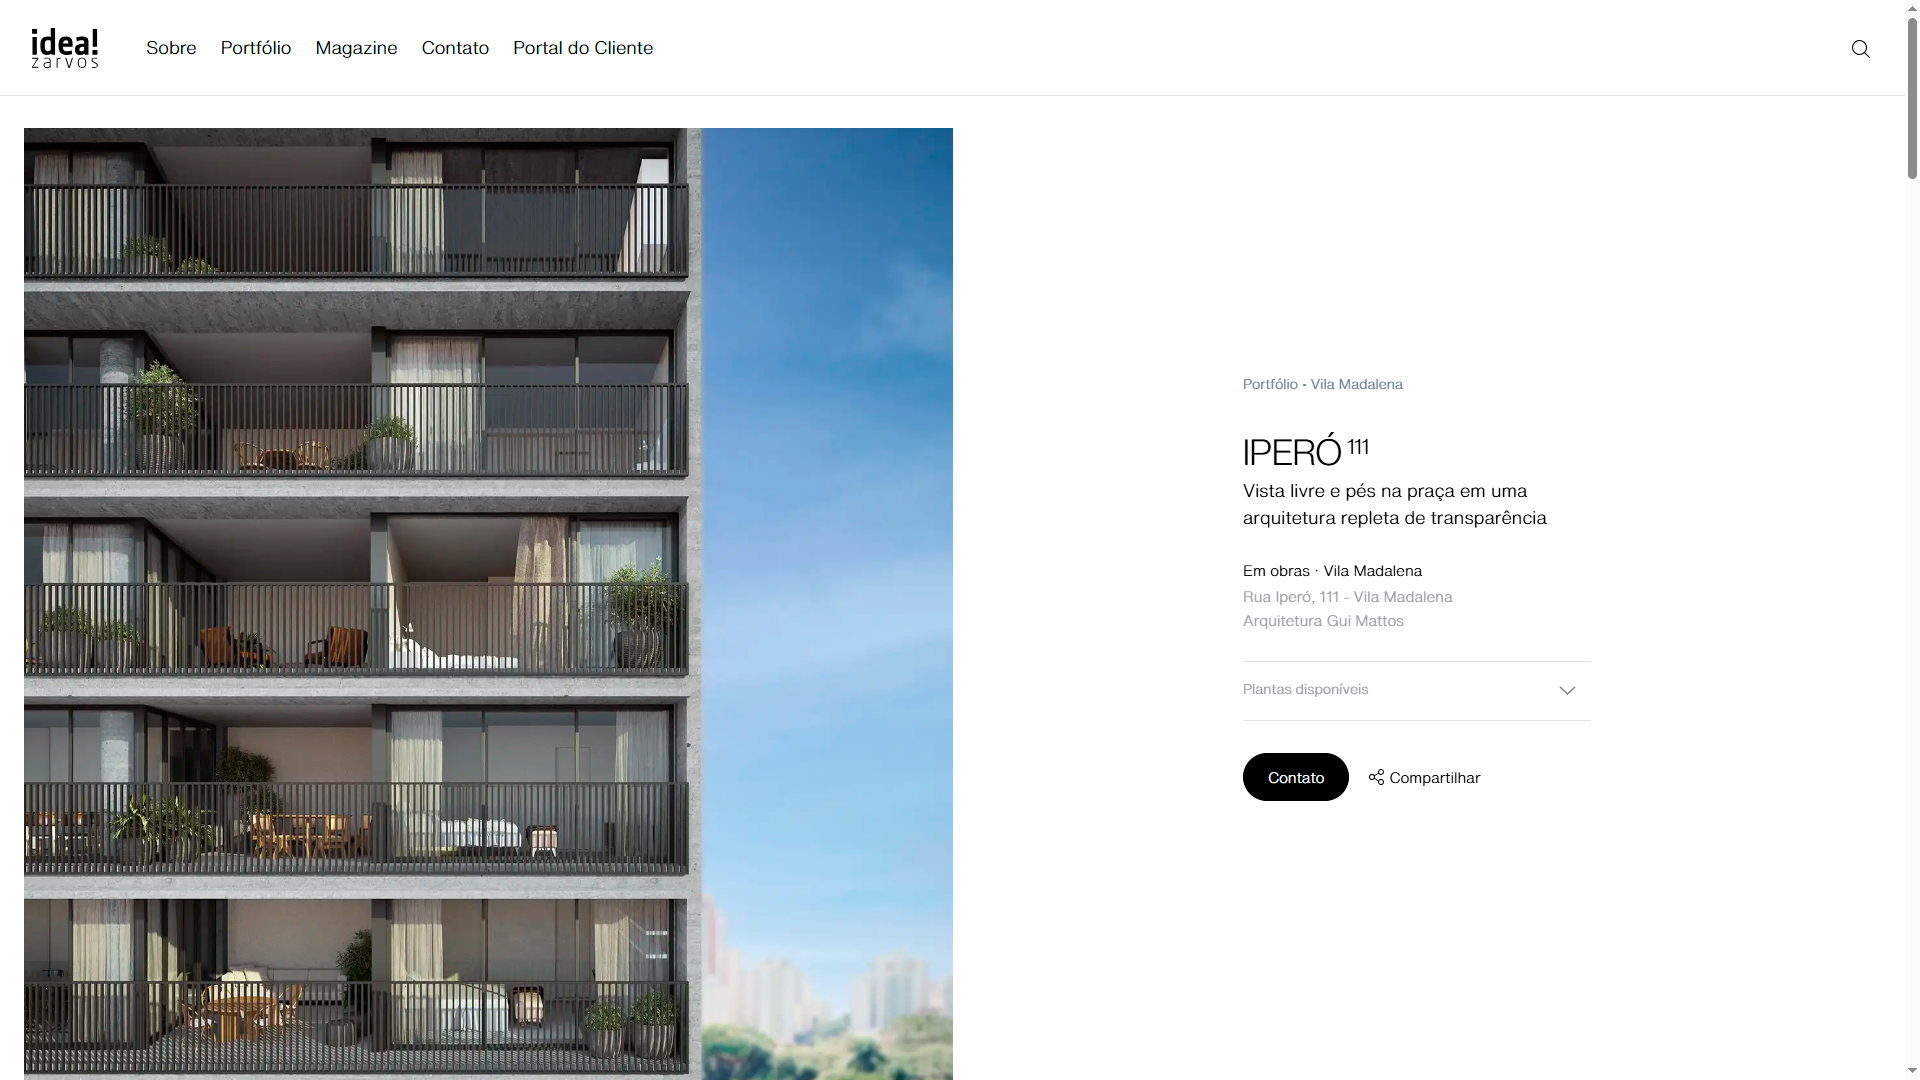 idea!
zarvos
Sobre
Portfólio
Magazine
Contato
Portal do Cliente
Portfólio • Vila Madalena
IPERÓ 111
Vista livre e pés na praça em uma
arquitetura repleta de transparência
Em obras · Vila Madalena
Rua Iperó, 111 - Vila Madalena
Arquitetura Gui Mattos
Plantas disponíveis
Contato
Compartilhar